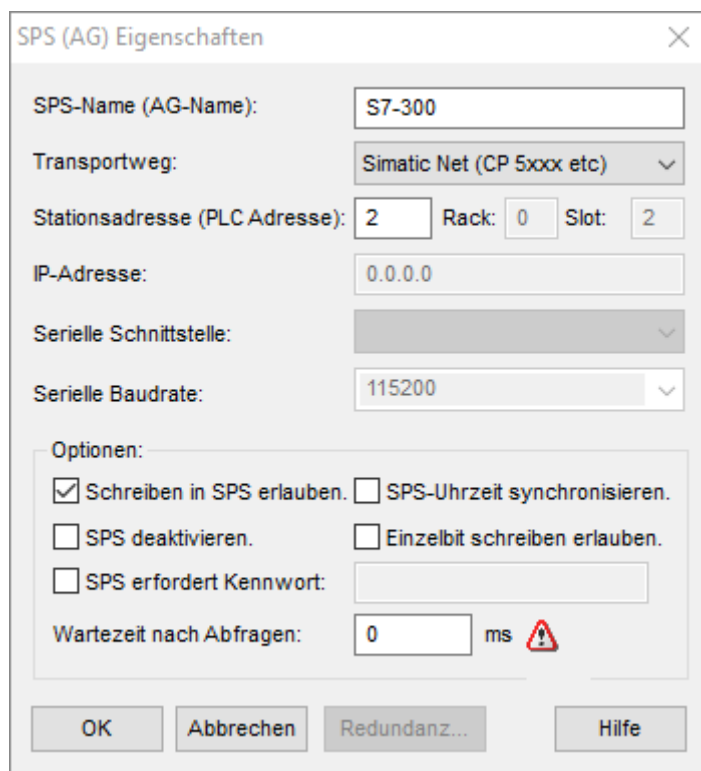 SPS (AG) Eigenschaften
SPS-Name (AG-Name): S7-300
Transportweg: Simatic Net (CP 5xxx etc)
Stationsadresse (PLC Adresse): 2 Rack: 0 Slot: 2
IP-Adresse: 0.0.0.0
Serielle Schnittstelle:
Serielle Baudrate: 115200
Optionen:
Schreiben in SPS erlauben. SPS-Uhrzeit synchronisieren.
SPS deaktivieren. Einzelbit schreiben erlauben.
SPS erfordert Kennwort:
Wartezeit nach Abfragen: 0 ms
OK Abbrechen Redundanz... Hilfe